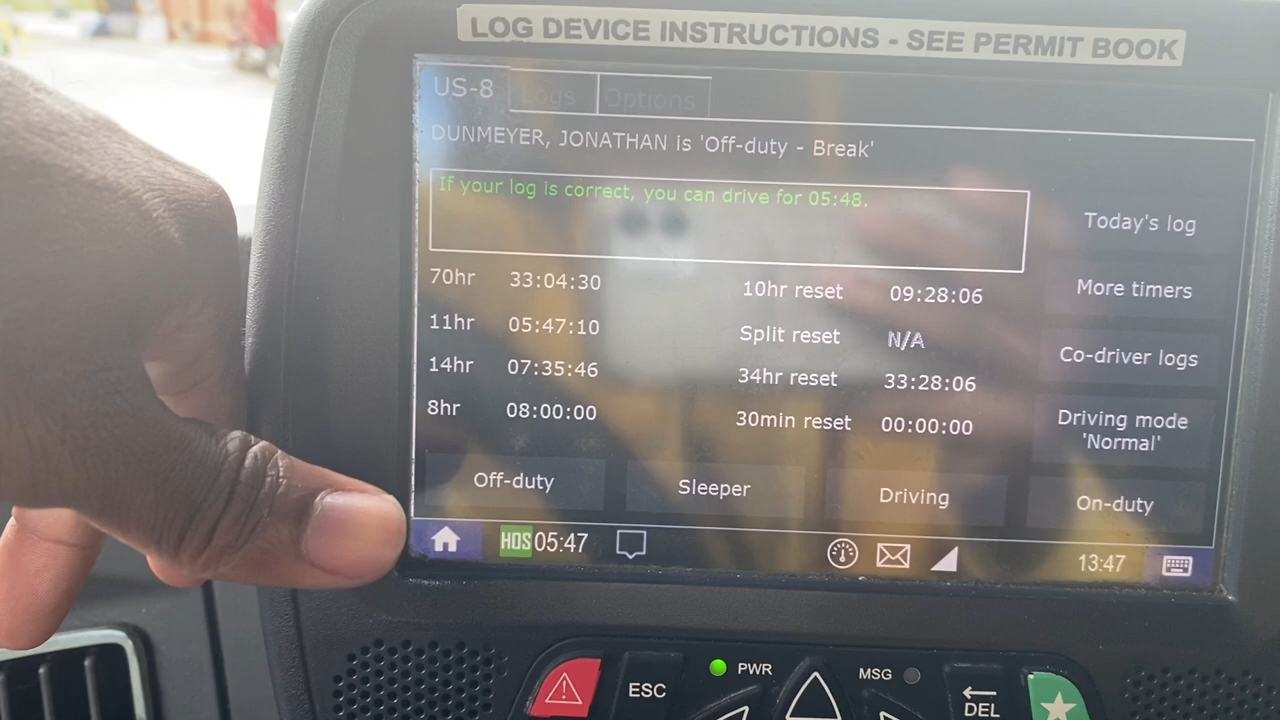 LOG DEVICE INSTRUCTIONS - SEE PERMIT BOOK
US-8 Logs Options
DUNMEYER, JONATHAN is 'Off-duty - Break'
If your log is correct, you can drive for 05:48.
Today's log
70hr 33:04:30 10hr reset 09:28:06
More timers
11hr 05:47:10 Split reset N/A
Co-driver logs
14hr 07:35:46 34hr reset 33:28:06
8hr 08:00:00 30min reset 00:00:00
Driving mode
'Normal'
Off-duty Sleeper Driving On-duty
HOS 05:47 13:47
ESC PWR MSG DEL